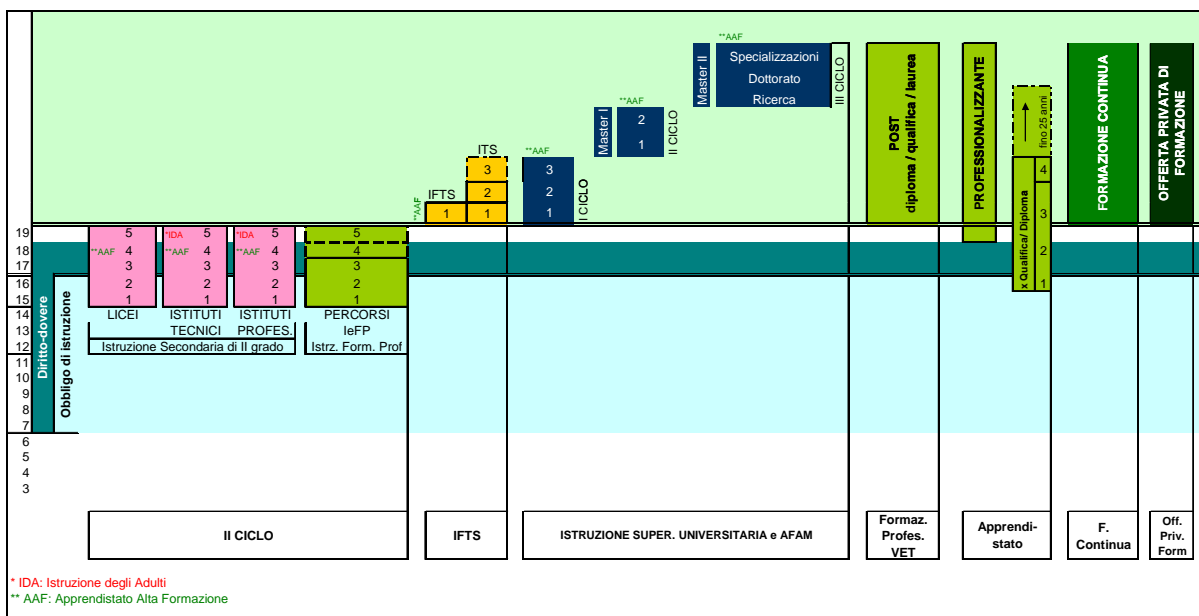 **AAF
Master II
Specializzazioni
Dottorato
Ricerca
III CICLO
**AAF
Master I
2
1
II CICLO
**AAF
3
2
1
I CICLO
ITS
3
2
1
IFTS
1
**AAF
POST
diploma / qualifica / laurea
PROFESSIONALIZZANTE
fino 25 anni
x Qualifica/ Diploma
4
3
2
1
FORMAZIONE CONTINUA
OFFERTA PRIVATA DI
FORMAZIONE
19
18
17
16
15
14
13
12
11
10
9
8
7
6
5
4
3
Diritto-dovere
Obbligo di istruzione
5
**AAF 4
3
2
1
LICEI
*IDA 5
**AAF 4
3
2
1
ISTITUTI
TECNICI
*IDA 5
**AAF 4
3
2
1
ISTITUTI
PROFES.
Istruzione Secondaria di II grado
5
4
3
2
1
PERCORSI
IeFP
Istrz. Form. Prof
II CICLO
IFTS
ISTRUZIONE SUPER. UNIVERSITARIA e AFAM
Formaz.
Profes.
VET
Apprendi-
stato
F.
Continua
Off.
Priv.
Form
* IDA: Istruzione degli Adulti
** AAF: Apprendistato Alta Formazione